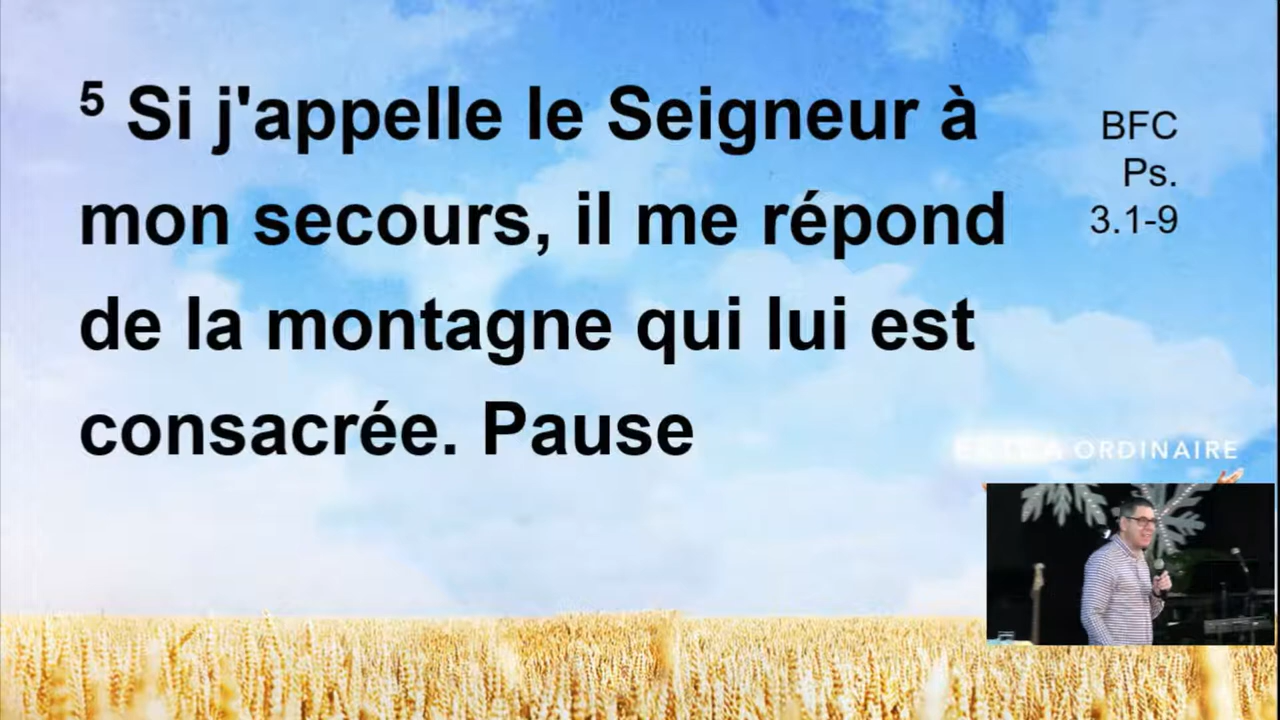 5 Si j'appelle le Seigneur à
mon secours, il me répond
de la montagne qui lui est
consacrée. Pause
BFC
Ps.
3.1-9
ORDINAIRE